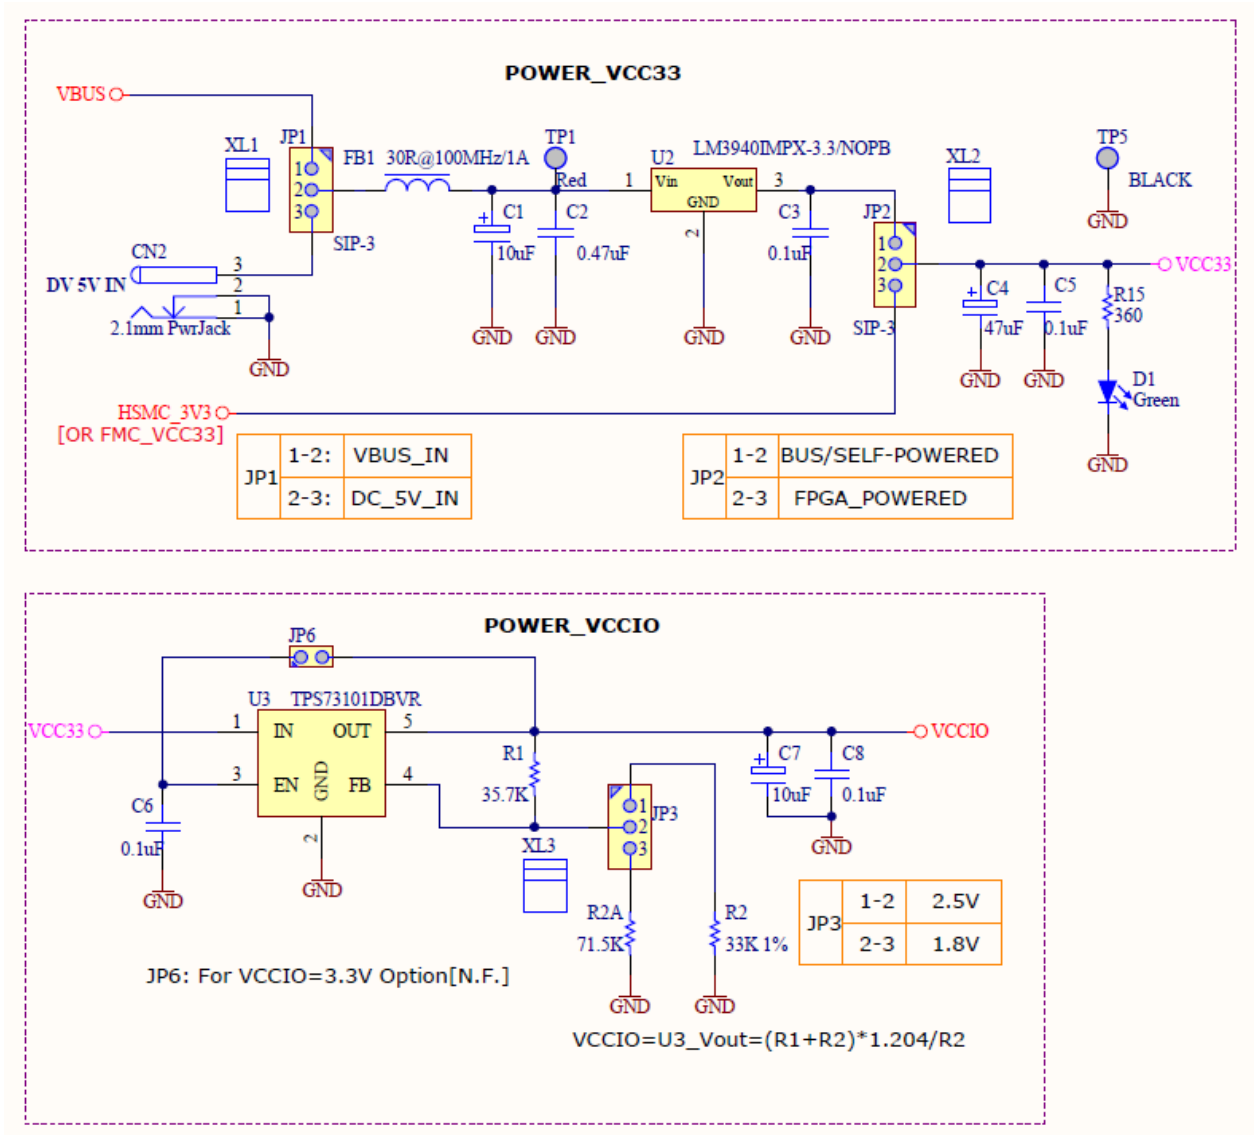 POWER_VCC33
VBUS
XL1
JP1
FB1 30R@100MHz/1A
TP1
Red
U2
LM3940IMPX-3.3/NOPB
XL2
TP5
BLACK
GND
1
2
3
SIP-3
1
Vin
Vout
GND
3
2
C1
10uF
C2
0.47uF
C3
0.1uF
JP2
1
2
3
SIP-3
VCC33
CN2
DV 5V IN
3
2
1
2.1mm PwrJack
GND
GND
GND
GND
GND
C4
47uF
C5
0.1uF
R15
360
GND
GND
D1
Green
GND
HSMC_3V3
[OR FMC_VCC33]
JP1
1-2: VBUS_IN
2-3: DC_5V_IN
JP2
1-2 BUS/SELF-POWERED
2-3 FPGA_POWERED
POWER_VCCIO
JP6
U3 TPS73101DBVR
VCC33
1
IN
OUT
5
3
EN
GND
FB
4
2
C6
0.1uF
GND
GND
R1
35.7K
XL3
1
2
3
JP3
C7
10uF
C8
0.1uF
VCCIO
GND
R2A
71.5K
R2
33K 1%
GND
GND
JP3
1-2 2.5V
2-3 1.8V
JP6: For VCCIO=3.3V Option[N.F.]
VCCIO=U3_Vout=(R1+R2)*1.204/R2